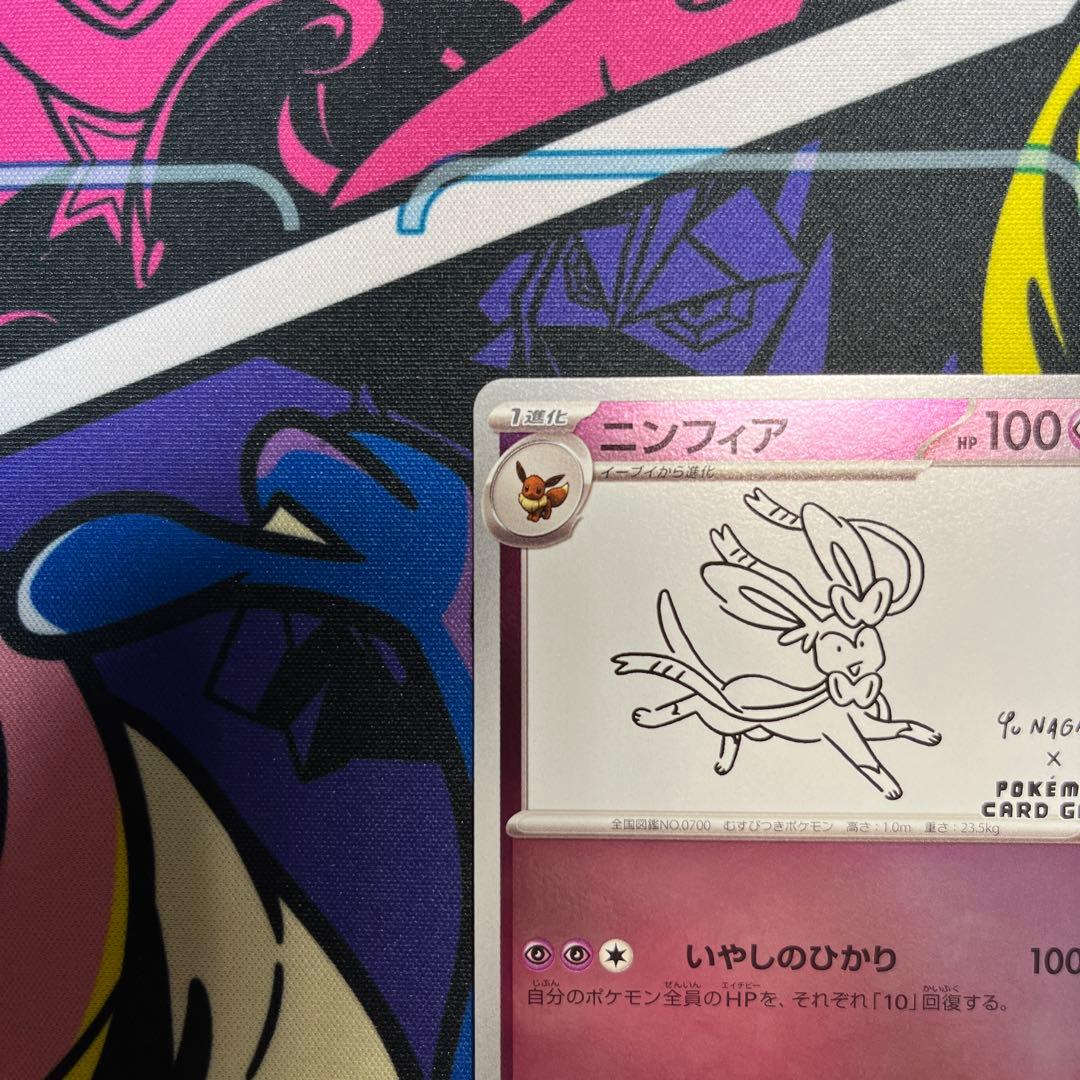 1進化
ニンフィア
HP 100
イーブイから進化
YU NAGA
×
POKÉM
CARD G
全国図鑑NO.0700 むすびつきポケモン 高さ:1.0m 重さ:23.5kg
いやしのひかり 100
自分のポケモン全員のHPを、それぞれ「10」回復する。